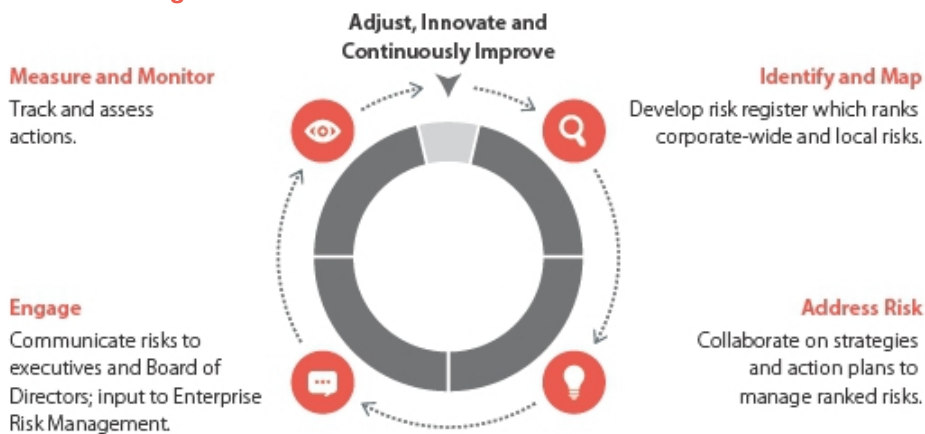 Adjust, Innovate and
Continuously Improve
Measure and Monitor
Track and assess
actions.
Identify and Map
Develop risk register which ranks
corporate-wide and local risks.
Engage
Communicate risks to
executives and Board of
Directors; input to Enterprise
Risk Management.
Address Risk
Collaborate on strategies
and action plans to
manage ranked risks.